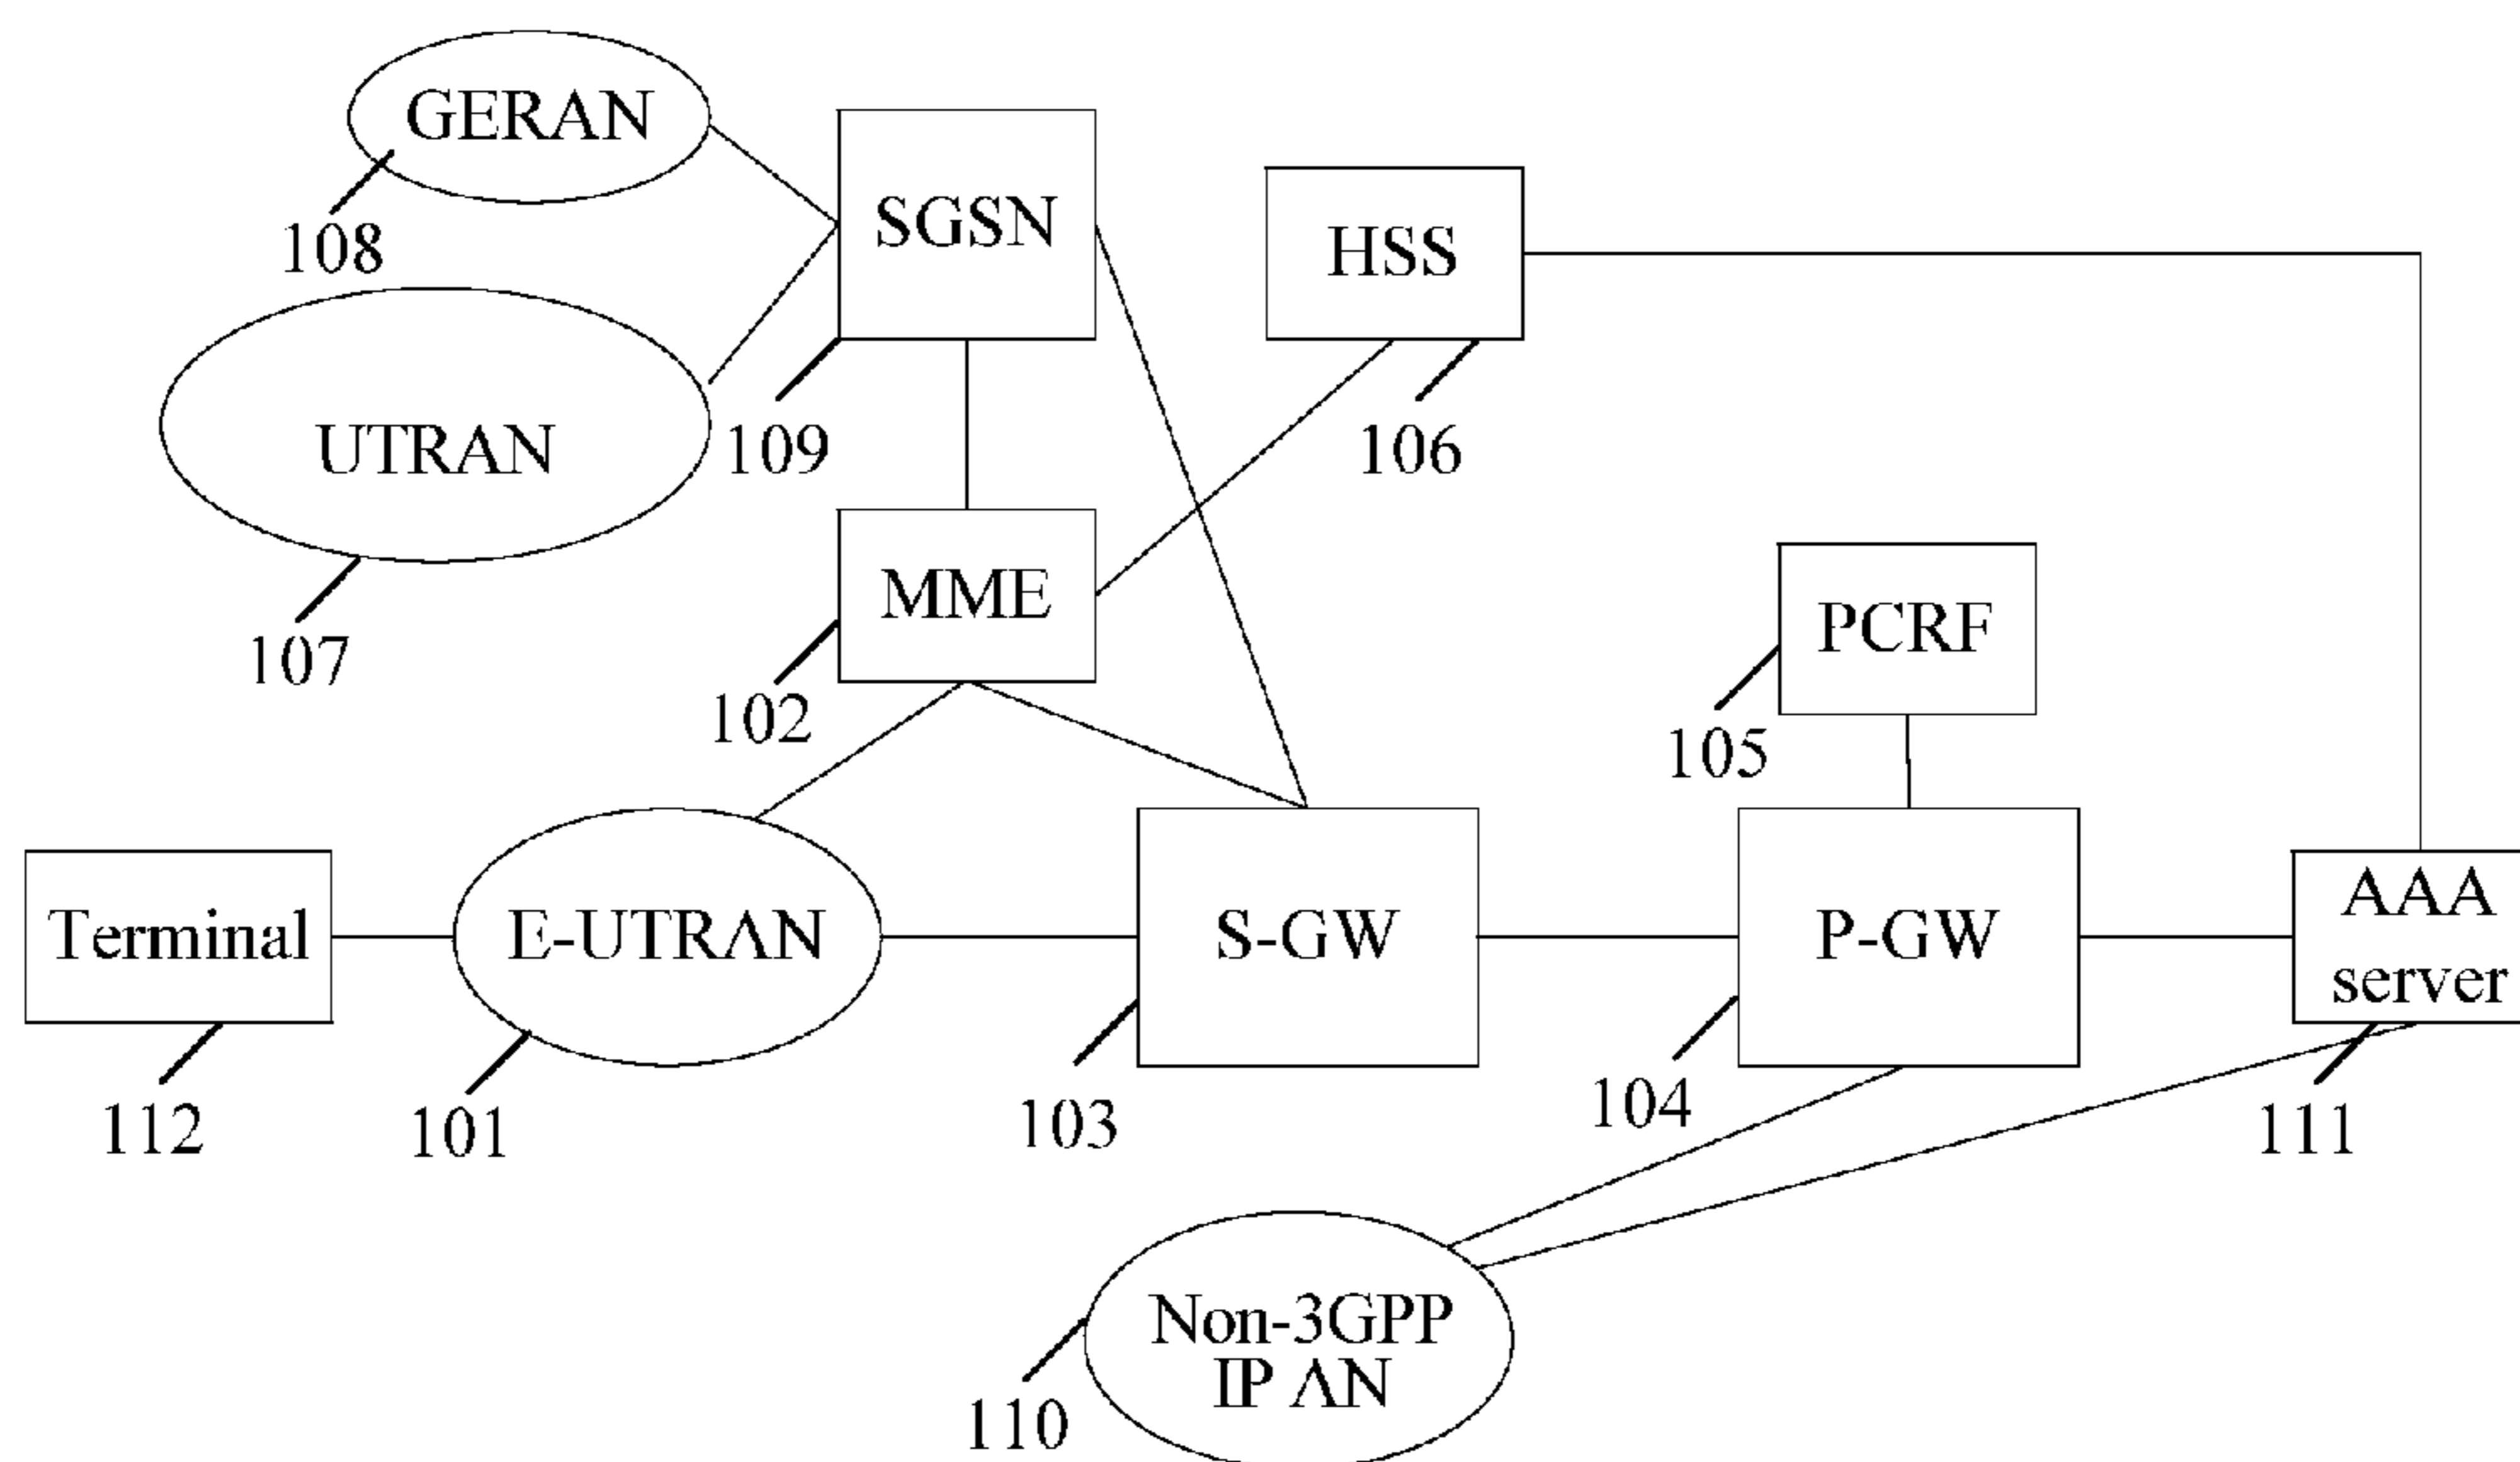 GERAN
108
SGSN
HSS
UTRAN
109
106
107
MME
102
PCRF
105
Terminal
E-UTRAN
S-GW
P-GW
AAA
server
112
101
103
104
111
Non-3GPP
IP AN
110